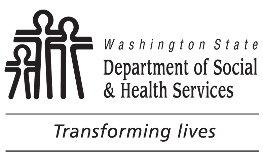 Washington State
Department of Social
& Health Services
Transforming lives